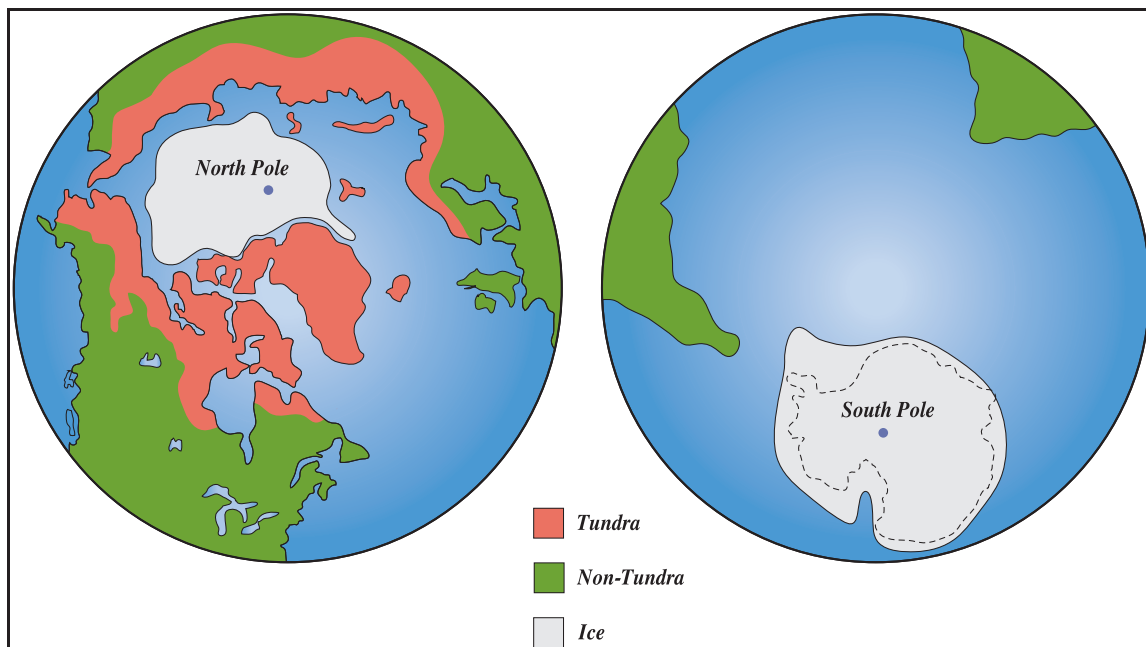 North Pole
South Pole
Tundra
Non-Tundra
Ice